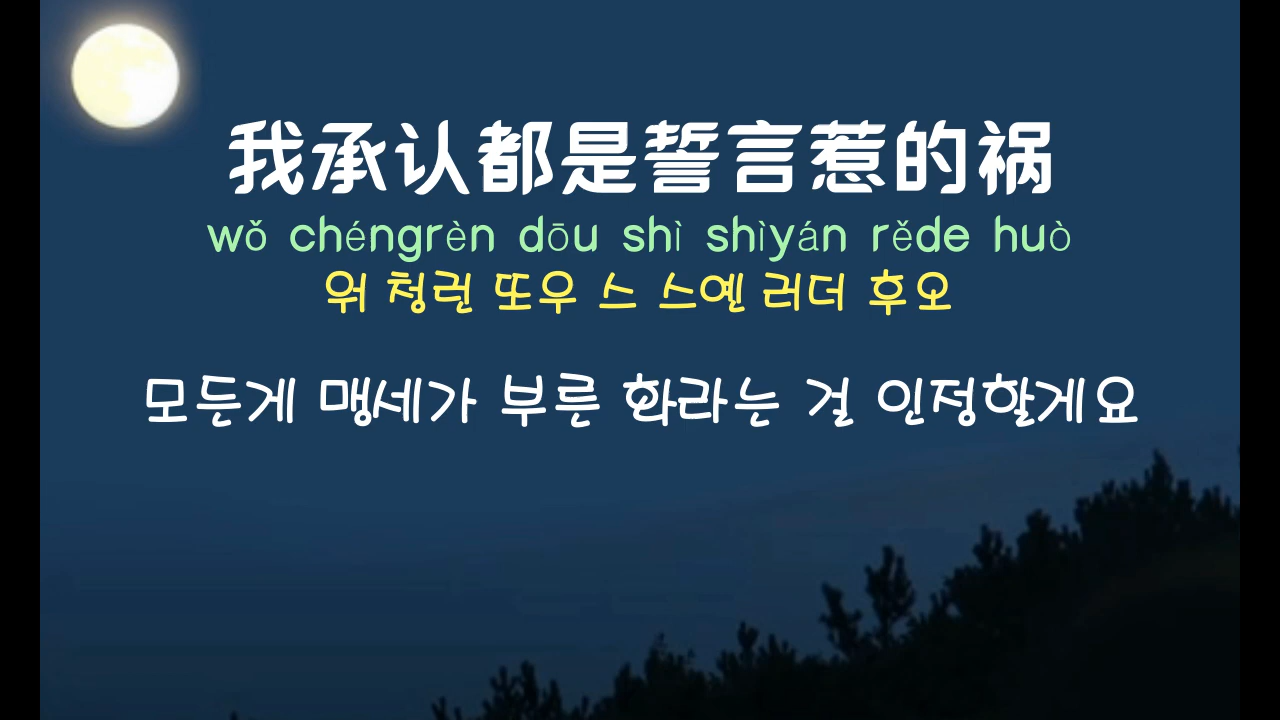 我承认都是誓言惹的祸
wǒ chéngrèn dōu shì shìyán rěde huò
워 청런 또우 스 스옌 러더 후오
모든게 맹세가 부른 화라는 걸 인정할게요